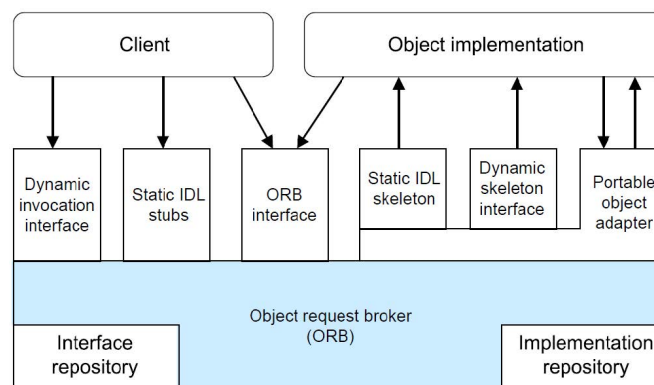 Client
Object implementation
Dynamic
invocation
interface
Static IDL
stubs
ORB
interface
Static IDL
skeleton
Dynamic
skeleton
interface
Portable
object
adapter
Object request broker
(ORB)
Interface
repository
Implementation
repository